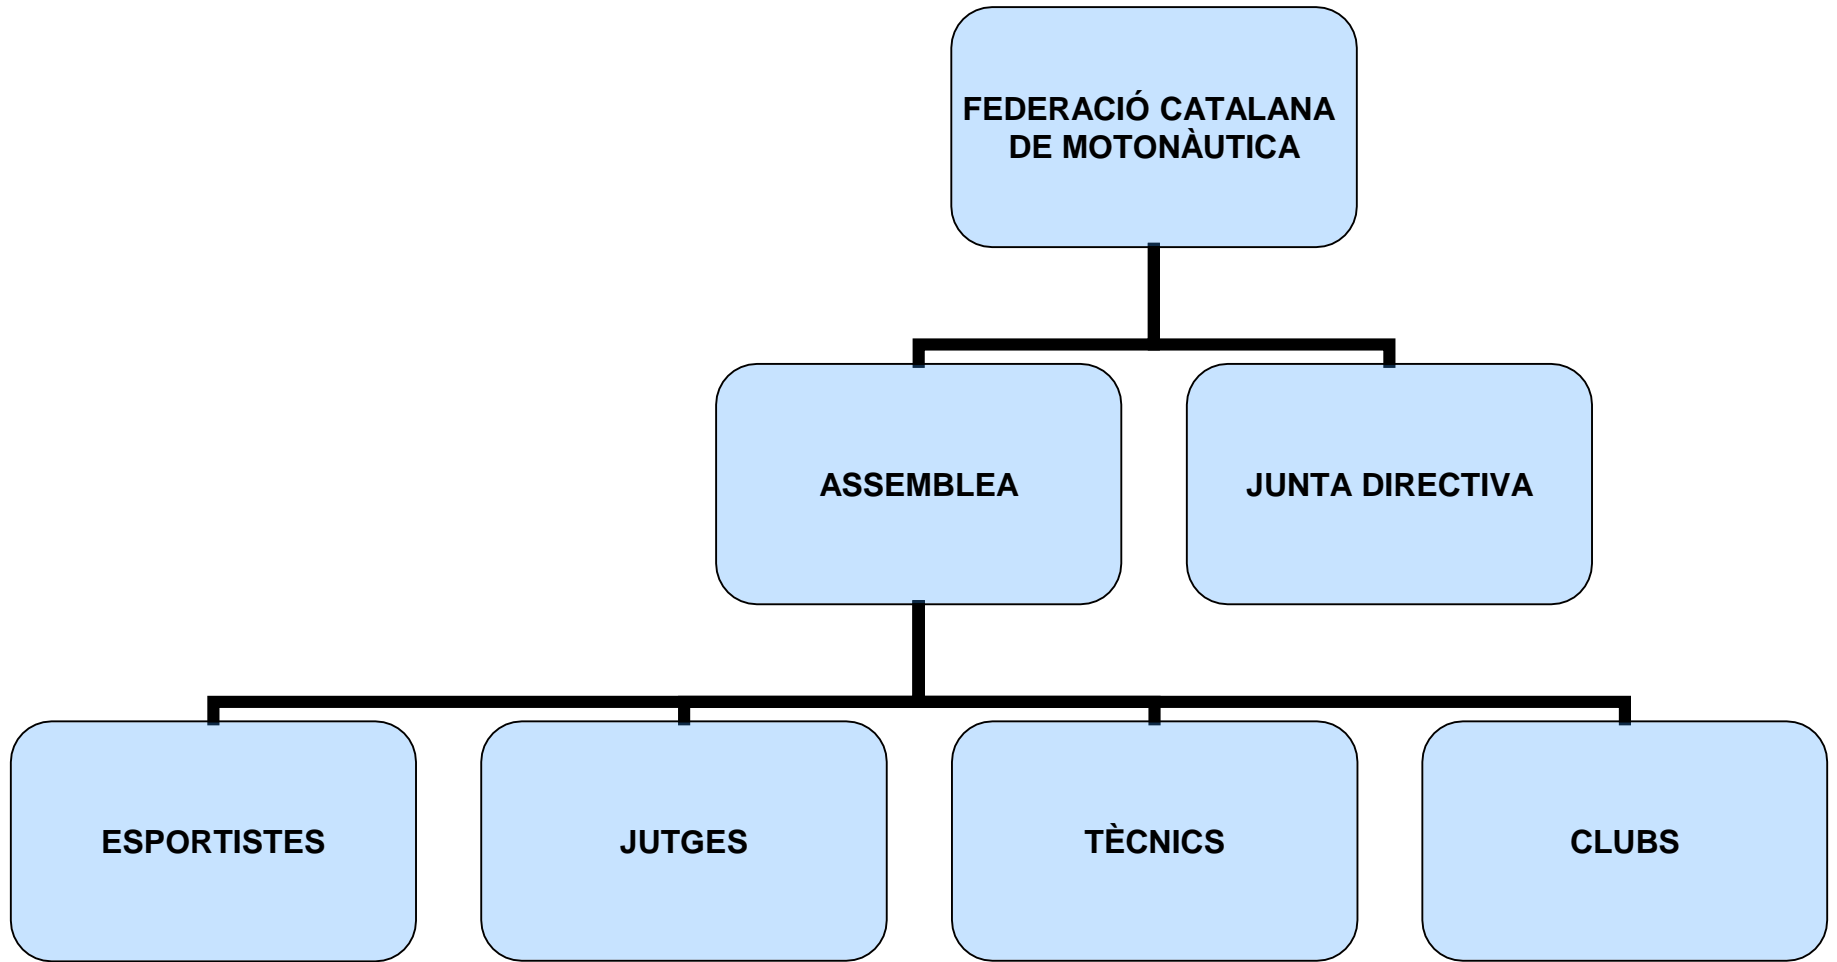 FEDERACIÓ CATALANA
DE MOTONÀUTICA
ASSEMBLEA
JUNTA DIRECTIVA
ESPORTISTES
JUTGES
TÈCNICS
CLUBS